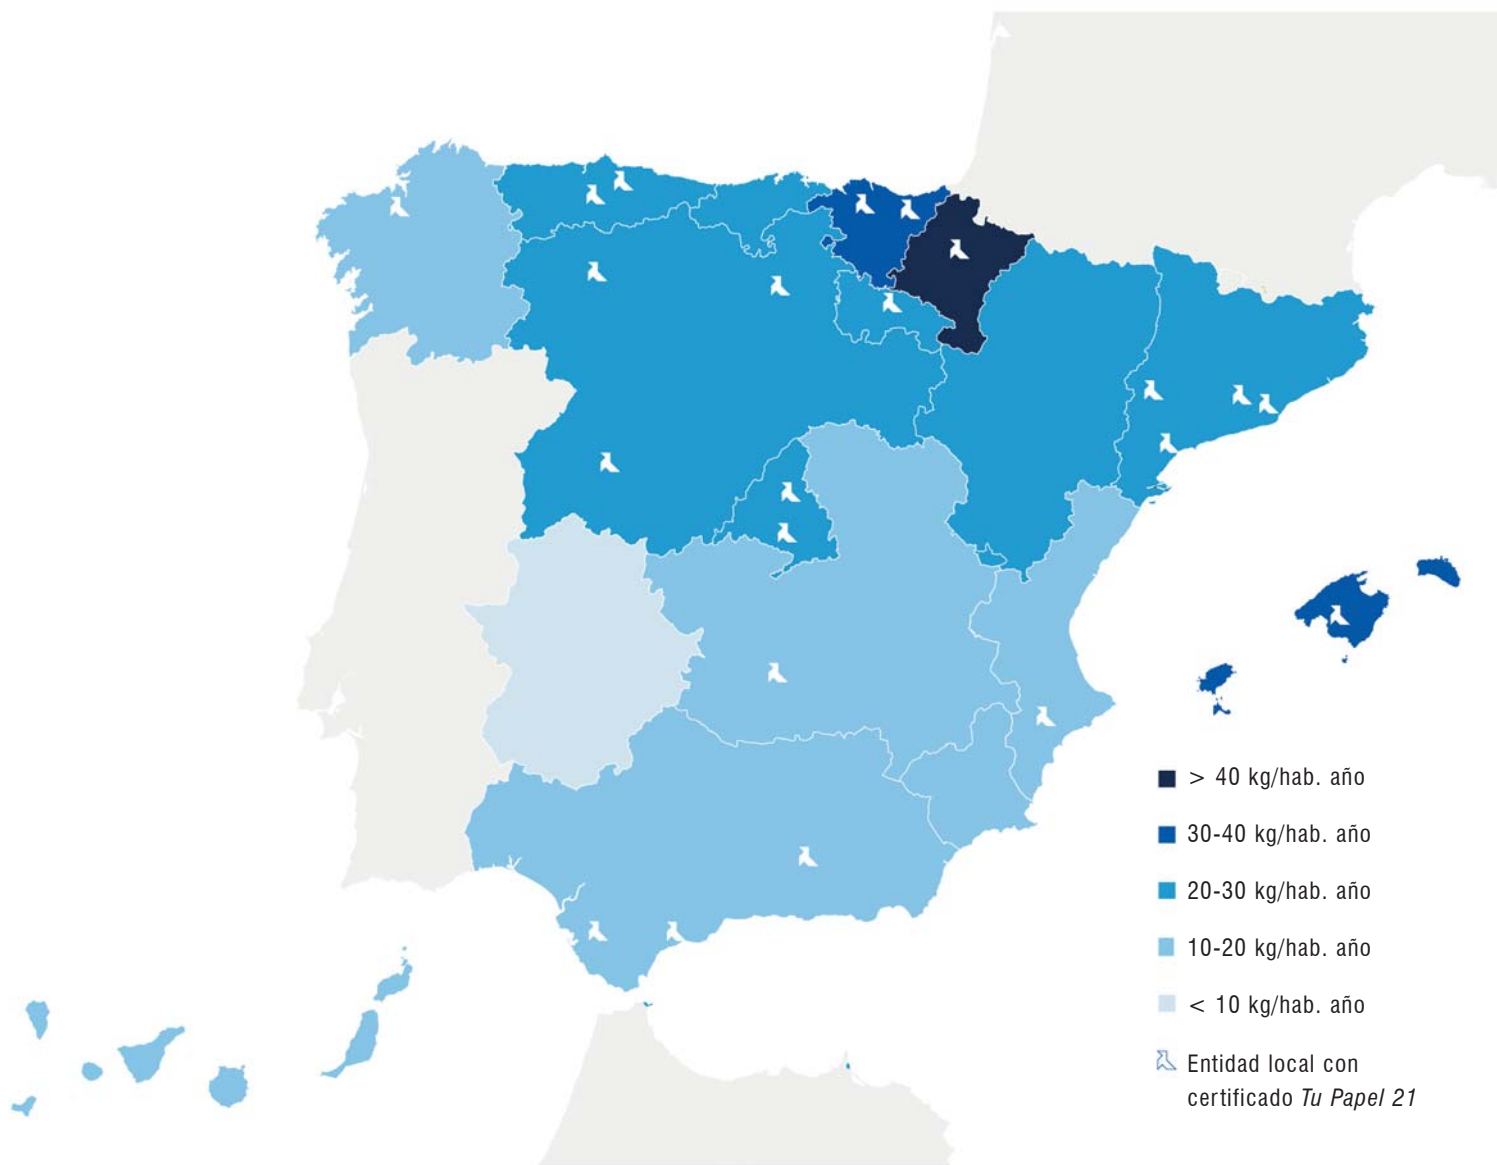 > 40 kg/hab. año
30-40 kg/hab. año
20-30 kg/hab. año
10-20 kg/hab. año
< 10 kg/hab. año
Entidad local con
certificado Tu Papel 21